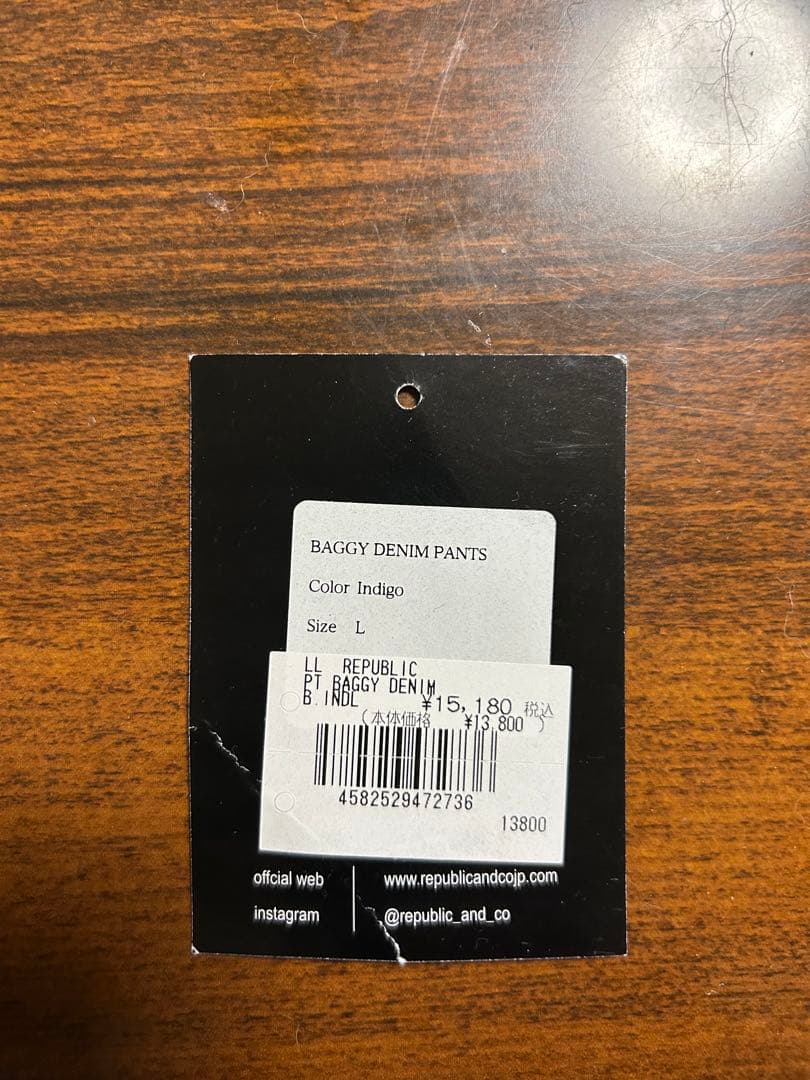 BAGGY DENIM PANTS
Color Indigo
Size L
LL REPUBLIC
PT BAGGY DENIM
B.INDL ¥15,180 税込
(本体価格 ¥13,800 )
4582529472736
13800
offcial web www.republicandcojp.com
instagram @republic_and_co